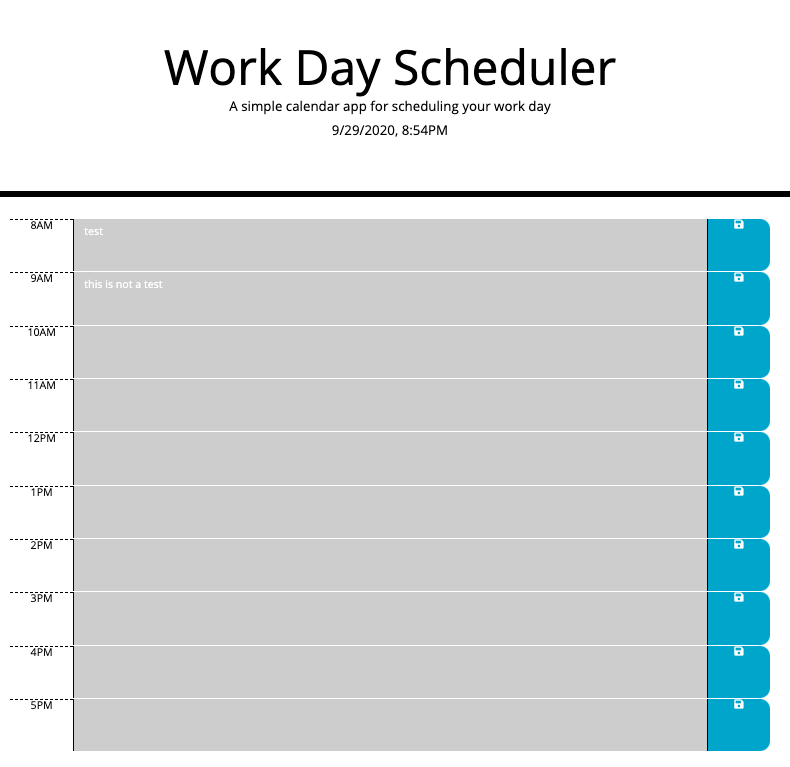 Work Day Scheduler
A simple calendar app for scheduling your work day
9/29/2020, 8:54PM
8AM test
9AM this is not a test
10AM
11AM
12PM
1PM
2PM
3PM
4PM
5PM